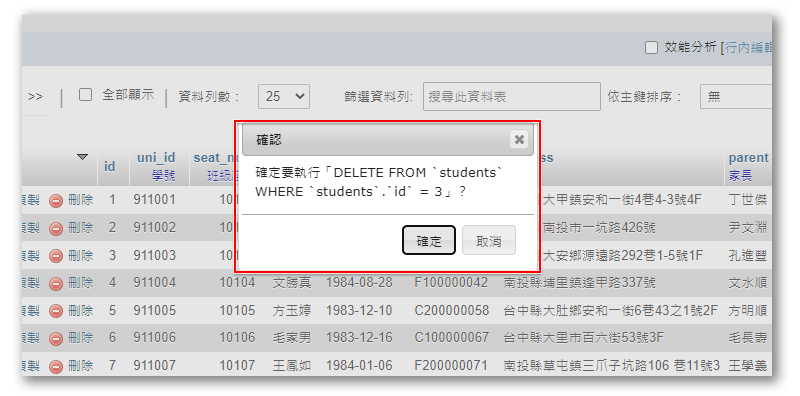 效能分析 [行內編輯
>> | 全部顯示 | 資料列數： 25 篩選資料列: 搜尋此資料表 依主鍵排序： 無
確認
確定要執行「DELETE FROM `students`
WHERE `students`.`id` = 3」？
確定 取消
id uni_id 學號 parent 家長
複製 刪除 1 911001 大甲鎮安和一街4巷4-3號4F 丁世傑
複製 刪除 2 911002 南投市一坑路426號 尹文淵
複製 刪除 3 911003 大安鄉源遠路292巷1-5號1F 孔進豐
複製 刪除 4 911004 10104 文勝真 1984-08-28 F100000042 南投縣埔里鎮逢甲路337號 文水順
複製 刪除 5 911005 10105 方玉婷 1983-12-10 C200000058 台中縣大肚鄉安和一街6巷43之1號2F 方明順
複製 刪除 6 911006 10106 毛家男 1983-12-16 C100000067 台中縣大里市百六街53號3F 毛長壽
複製 刪除 7 911007 10107 王鳳如 1984-01-06 F200000071 南投縣草屯鎮三爪子坑路106 巷11號3 王學義